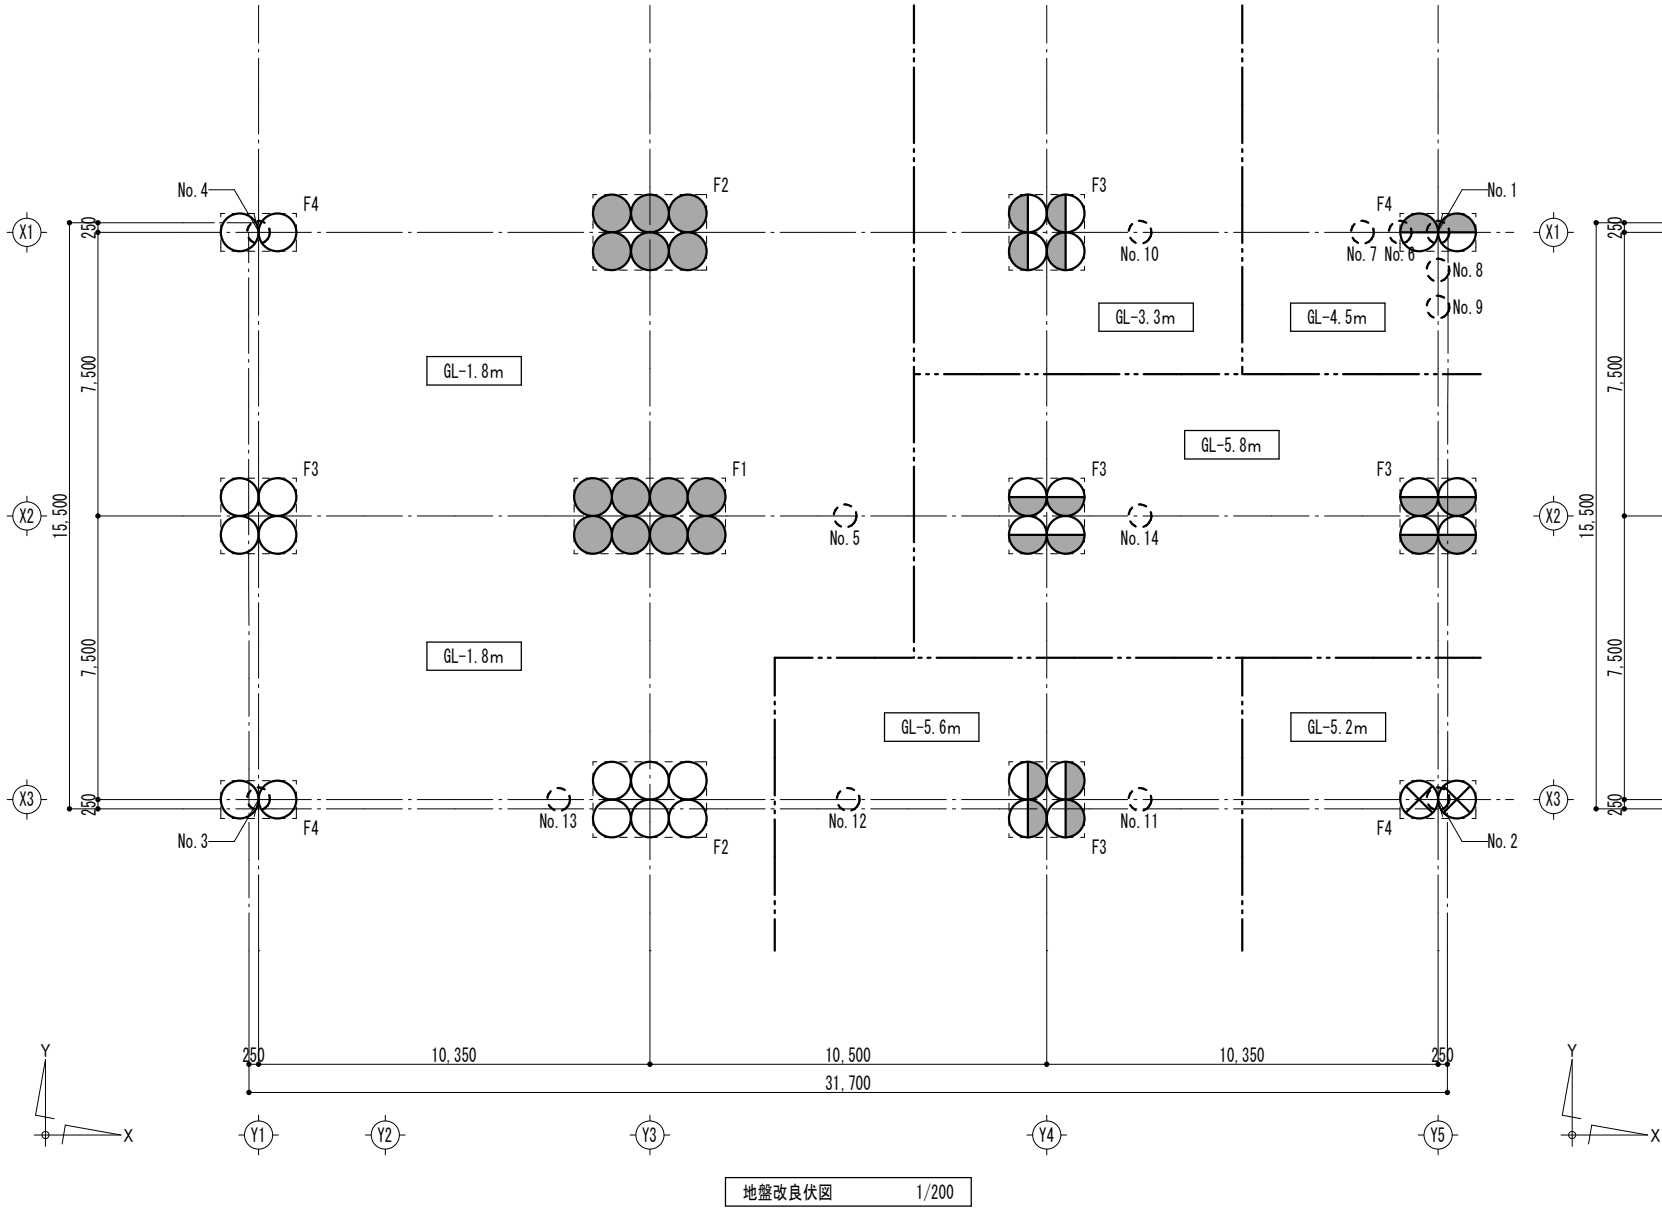 No.4
F4
F2
F3
F4
No.1
X1
250
No.10
No.7
No.6
No.8
250
X1
No.9
GL-3.3m
GL-4.5m
7,500
GL-1.8m
7,500
GL-5.8m
F3
F1
F3
F3
X2
15,500
No.5
No.14
15,500
X2
7,500
GL-1.8m
7,500
GL-5.6m
GL-5.2m
X3
250
No.13
No.12
No.11
250
X3
No.3
F4
F2
F3
F4
No.2
Y
250
10,350
10,500
10,350
250
Y
31,700
X
Y1
Y2
Y3
Y4
Y5
X
地盤改良伏図 1/200